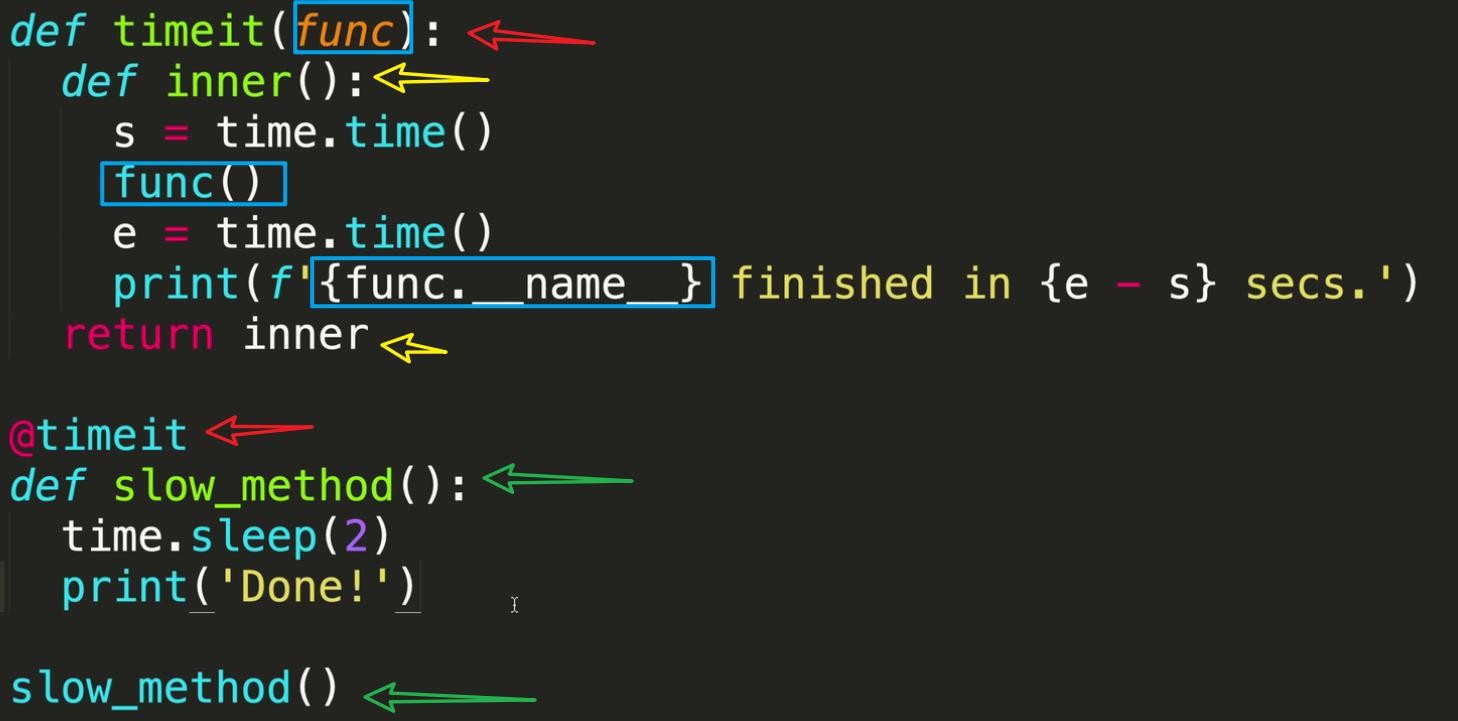 def timeit(func):
  def inner():
    s = time.time()
    func()
    e = time.time()
    print(f'{func.__name__} finished in {e - s} secs.')
  return inner

@timeit
def slow_method():
  time.sleep(2)
  print('Done!')

slow_method()